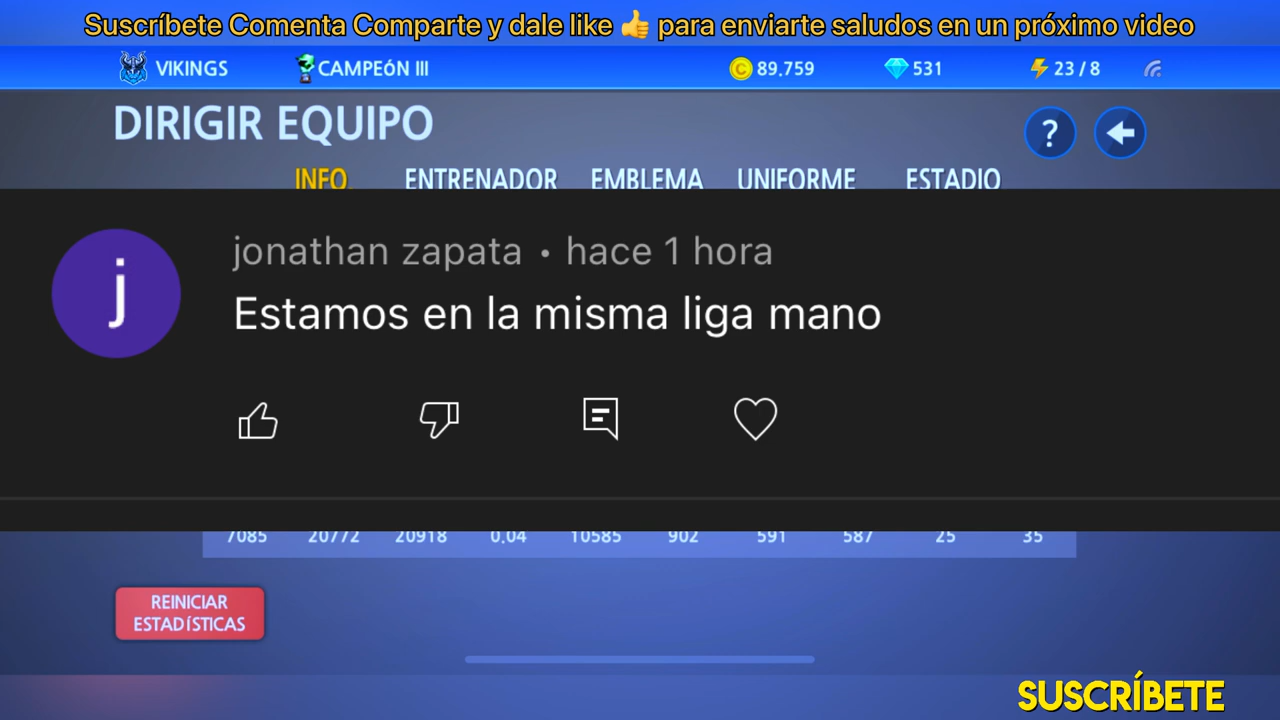 Suscríbete Comenta Comparte y dale like 👍 para enviarte saludos en un próximo video
VIKINGS CAMPEÓN III 89.759 531 23 / 8
DIRIGIR EQUIPO ?
INFO. ENTRENADOR EMBLEMA UNIFORME ESTADIO
j
jonathan zapata • hace 1 hora
Estamos en la misma liga mano
7085 20772 20918 0,04 10585 902 591 587 25 35
REINICIAR
ESTADÍSTICAS
SUSCRÍBETE